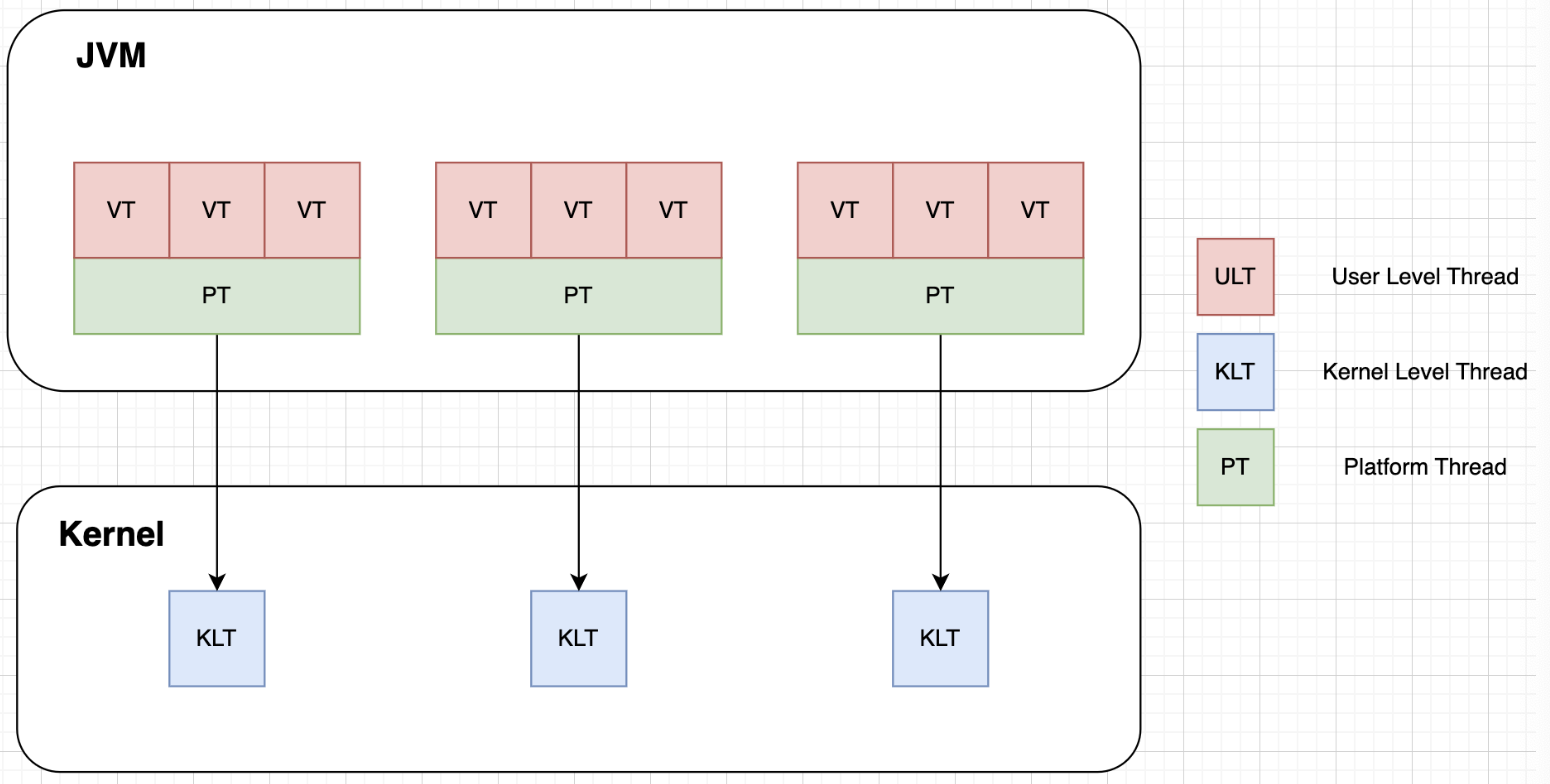 JVM
VT VT VT VT VT VT VT VT VT
PT PT PT
ULT User Level Thread
KLT Kernel Level Thread
PT Platform Thread
Kernel
KLT KLT KLT